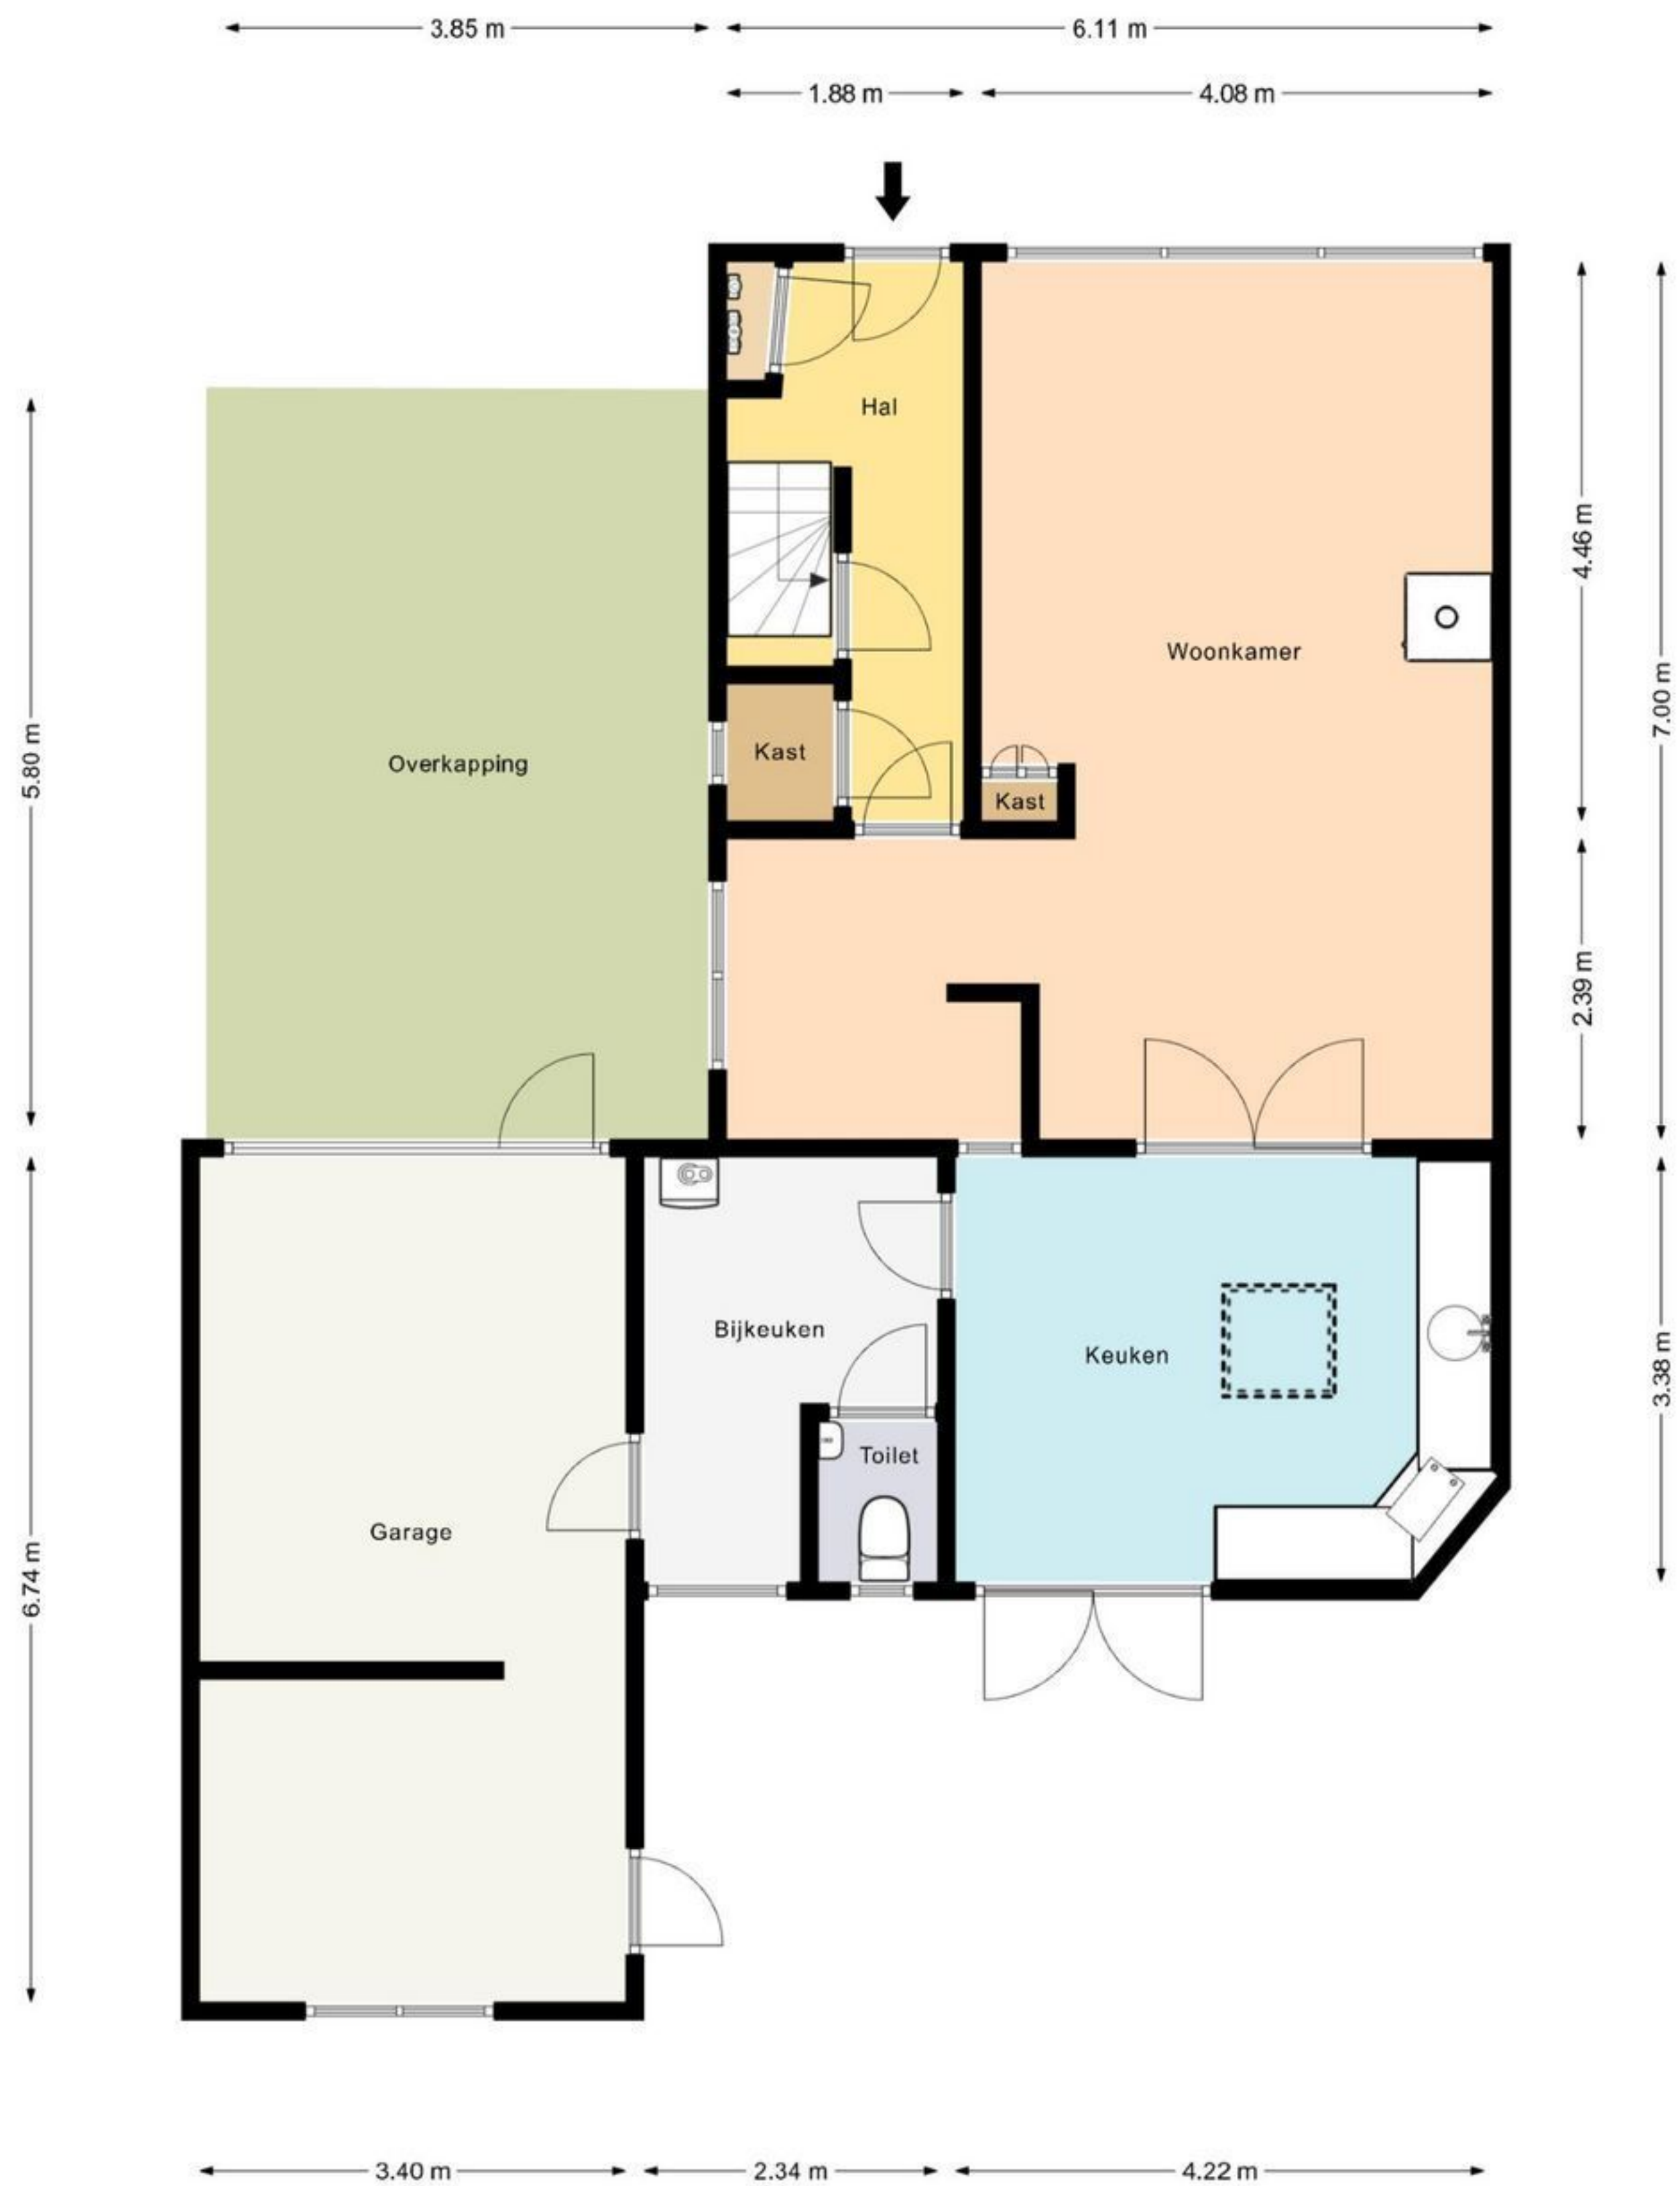 3.85 m
6.11 m
1.88 m
4.08 m
Hal
4.46 m
Woonkamer
7.00 m
Kast
Overkapping
5.80 m
Kast
2.39 m
Bijkeuken
Keuken
3.38 m
Toilet
Garage
6.74 m
3.40 m
2.34 m
4.22 m